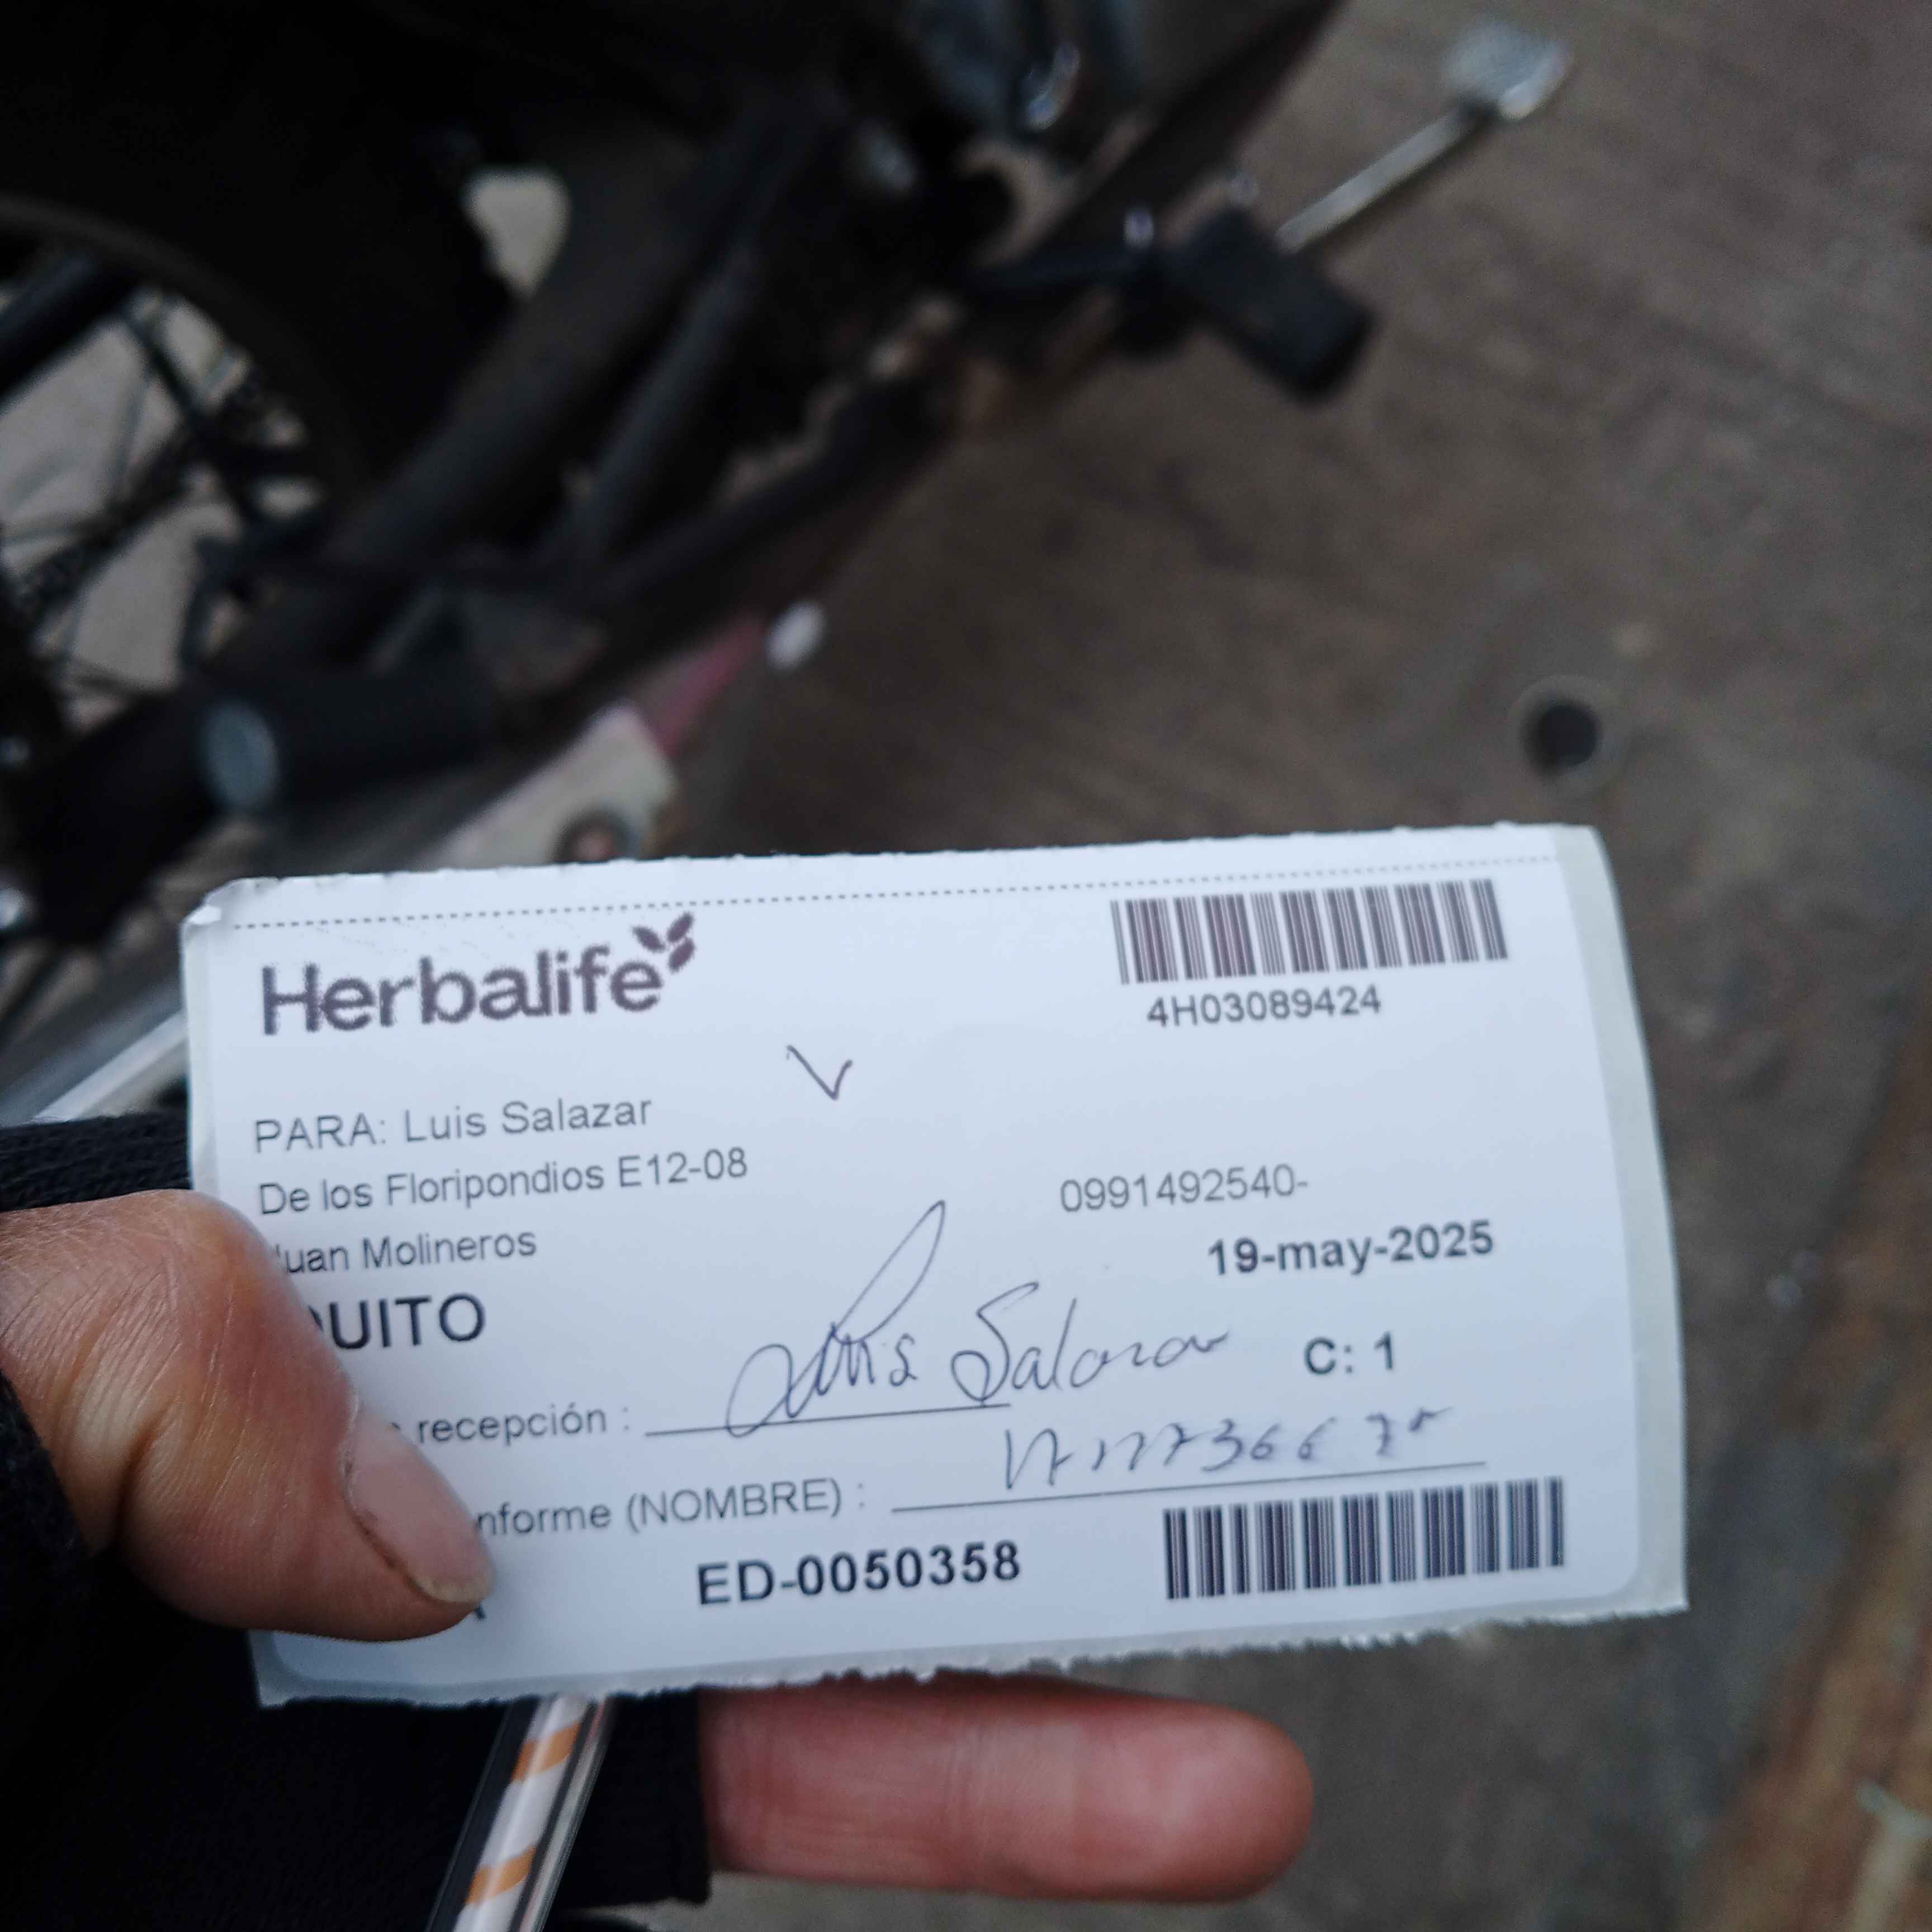 Herbalife
4H03089424
PARA: Luis Salazar
De los Floripondios E12-08
0991492540-
uan Molineros
19-may-2025
UITO
Luis Salazar
C: 1
recepción :
nforme (NOMBRE) :
ED-0050358